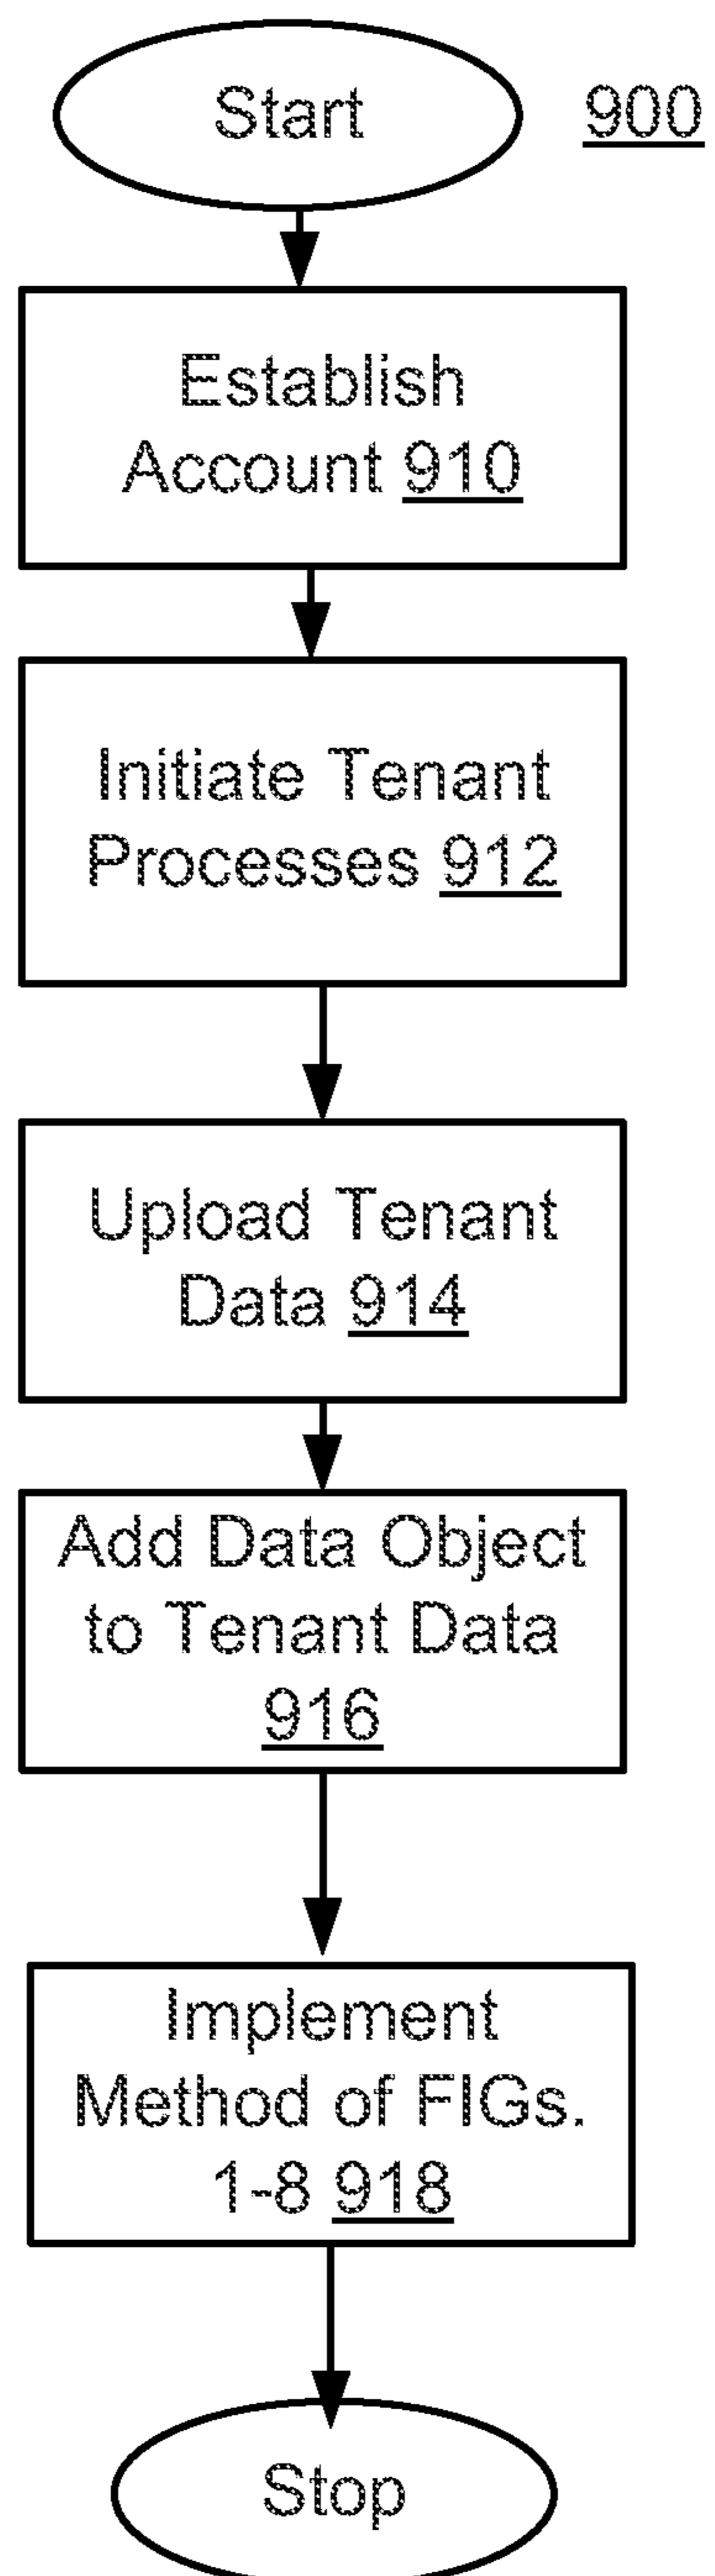 Start 900
Establish
Account 910
Initiate Tenant
Processes 912
Upload Tenant
Data 914
Add Data Object
to Tenant Data
916
Implement
Method of FIGs.
1-8 918
Stop